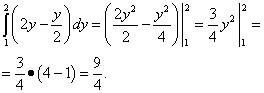 ∫₁² (2y − y/2) dy = (2y²/2 − y²/4) |₁² = 3/4 y² |₁² =
= 3/4 • (4 − 1) = 9/4.